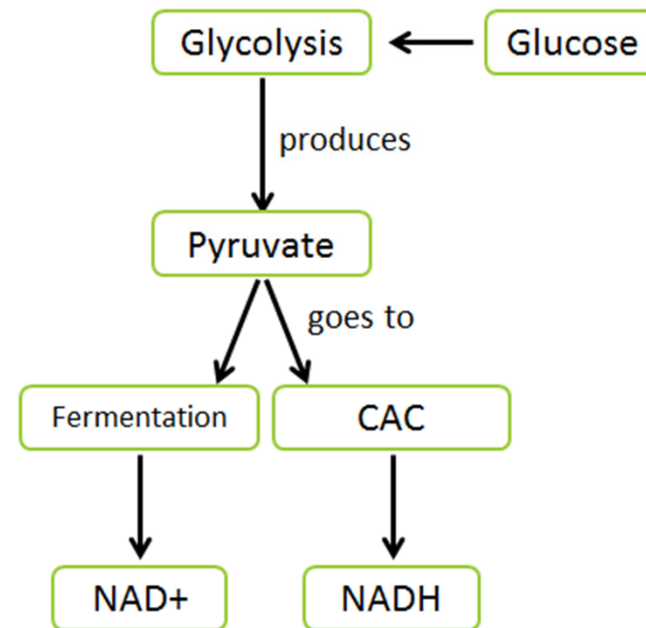 Glycolysis
Glucose
produces
Pyruvate
goes to
Fermentation
CAC
NAD+
NADH